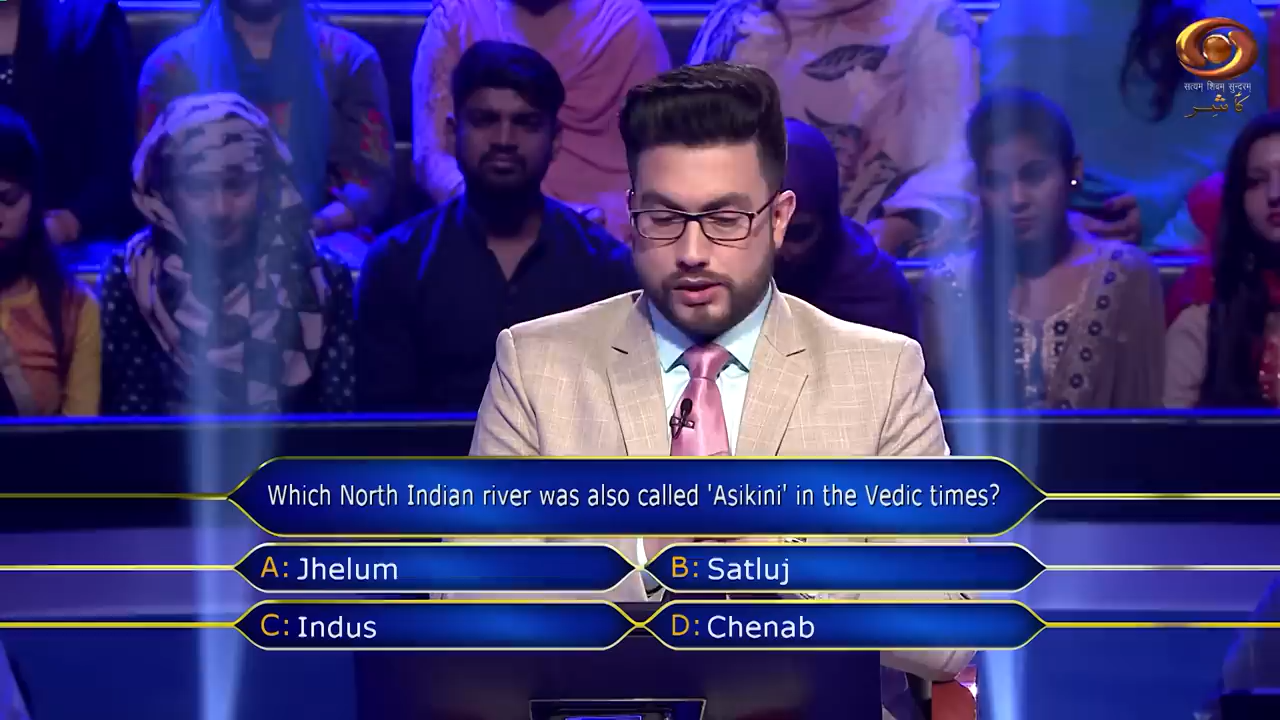 सत्यम् शिवम् सुन्दरम्
کٲشِر
Which North Indian river was also called 'Asikini' in the Vedic times?
A: Jhelum
B: Satluj
C: Indus
D: Chenab